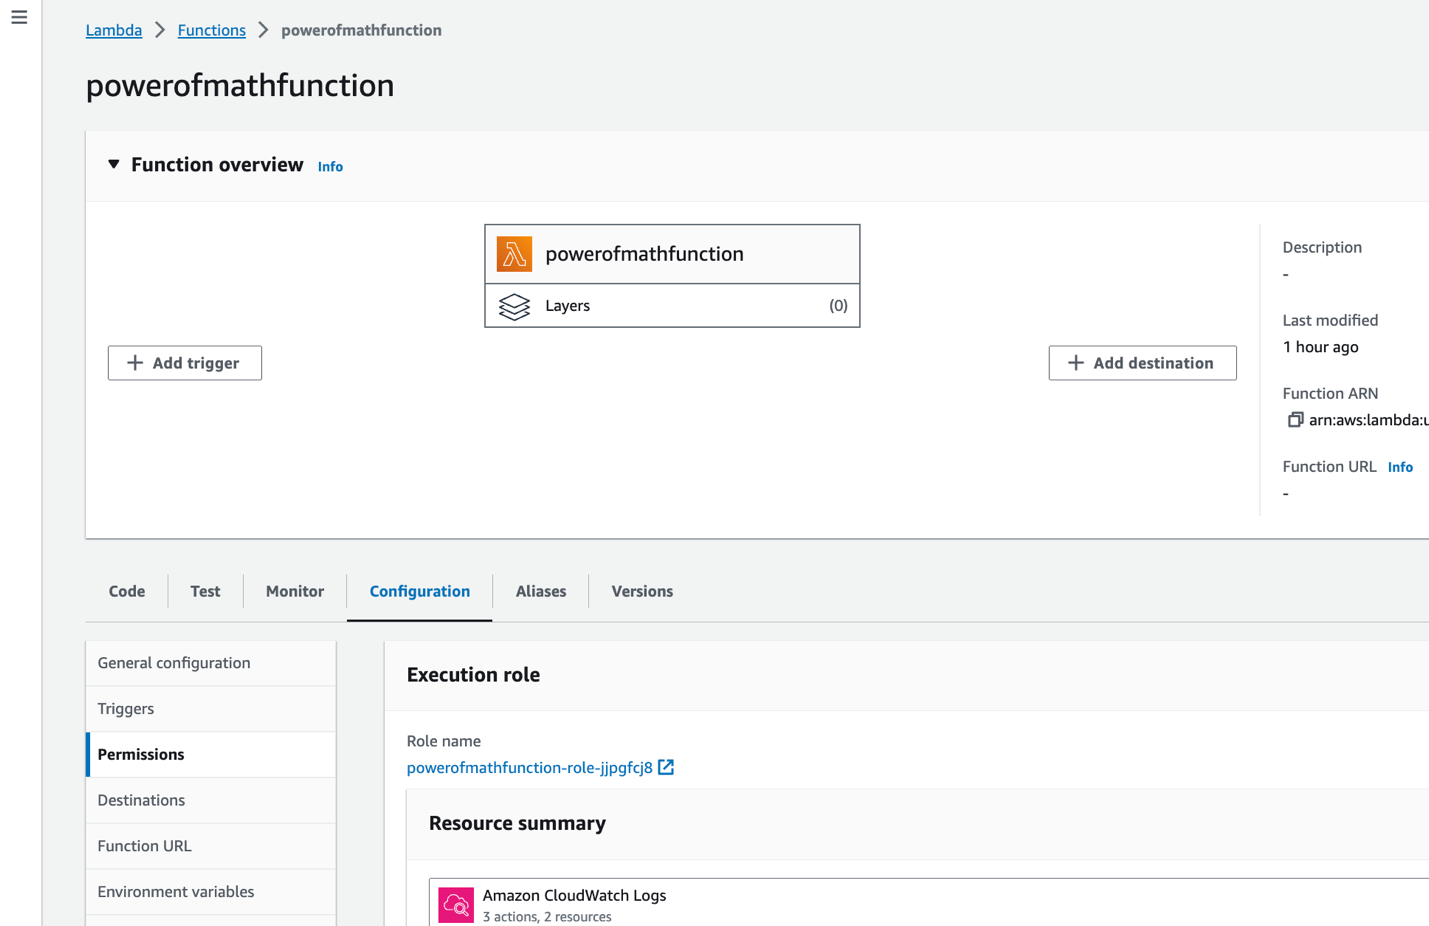 Lambda > Functions > powerofmathfunction
powerofmathfunction
Function overview Info
powerofmathfunction
Layers (0)
+ Add trigger
+ Add destination
Description
-
Last modified
1 hour ago
Function ARN
arn:aws:lambda:u
Function URL Info
-
Code Test Monitor Configuration Aliases Versions
General configuration
Triggers
Permissions
Destinations
Function URL
Environment variables
Execution role
Role name
powerofmathfunction-role-jjpgfcj8
Resource summary
Amazon CloudWatch Logs
3 actions, 2 resources